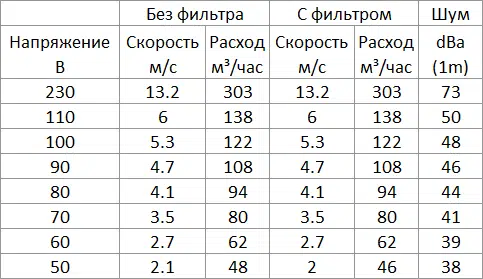 Без фильтра С фильтром Шум
Напряжение Скорость Расход Скорость Расход dBa
В м/с м³/час м/с м³/час (1m)
230 13.2 303 13.2 303 73
110 6 138 6 138 50
100 5.3 122 5.3 122 48
90 4.7 108 4.7 108 46
80 4.1 94 4.1 94 44
70 3.5 80 3.5 80 41
60 2.7 62 2.7 62 39
50 2.1 48 2 46 38